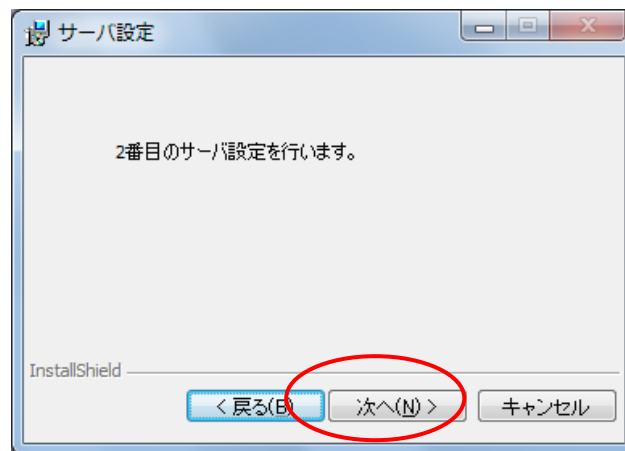 サーバ設定
2番目のサーバ設定を行います。
InstallShield
< 戻る(B)
次へ(N) >
キャンセル